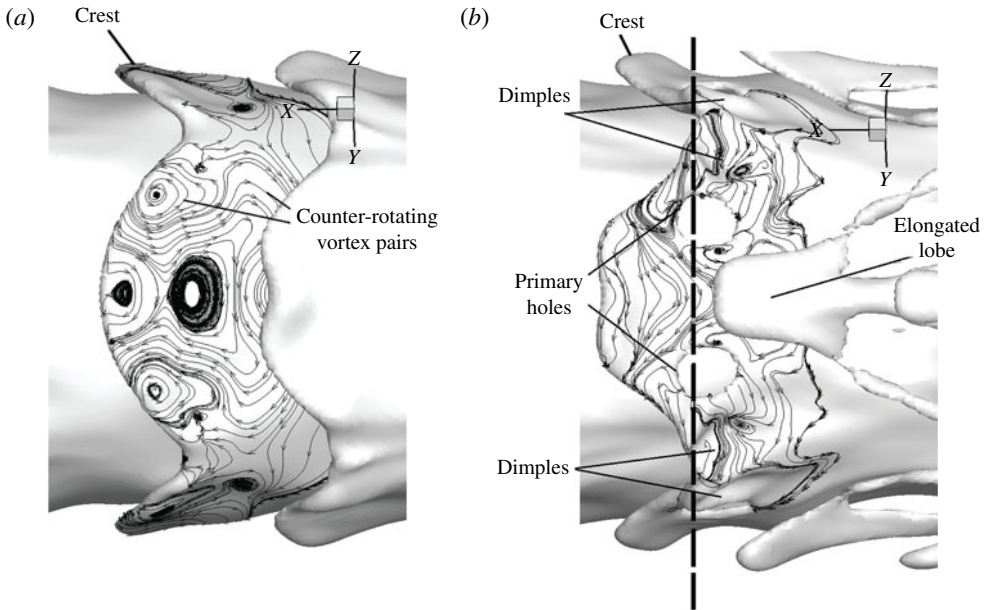 (a)
Crest
Z
X
Y
Counter-rotating
vortex pairs
(b)
Crest
Dimples
Z
X
Y
Elongated
lobe
Primary
holes
Dimples